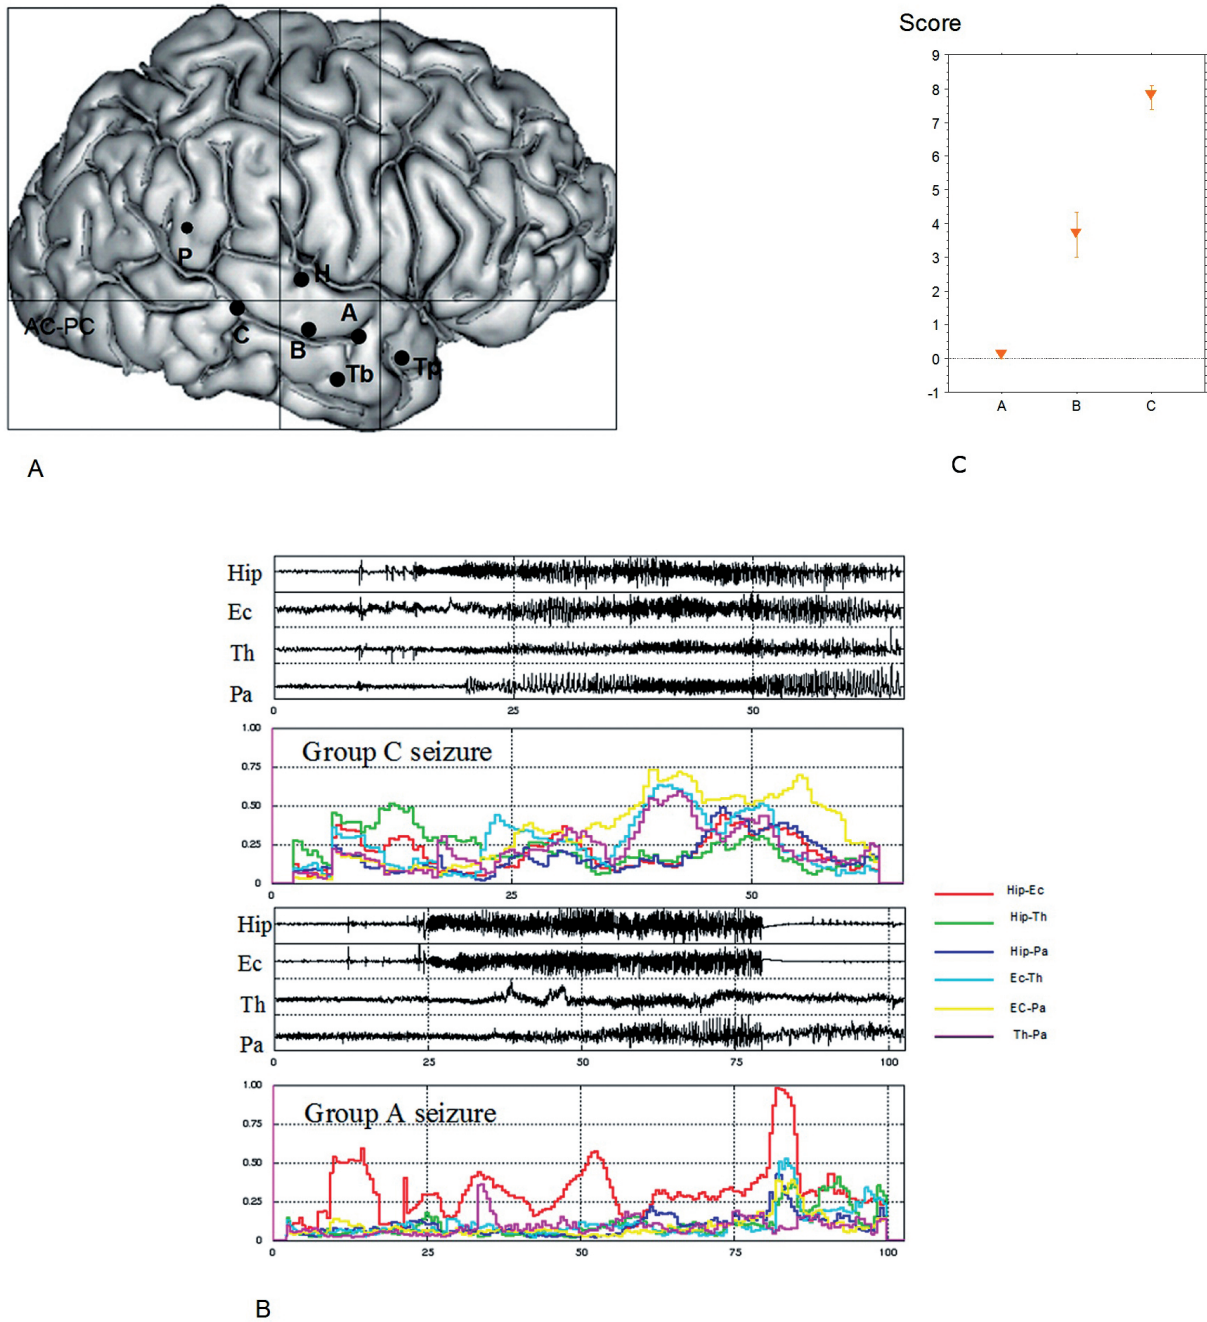 Score
9
8
7
6
5
4
3
2
1
0
-1
A B C
P
H
A
AC-PC
C
B
Tb
Tp
A
C
Hip
Ec
Th
Pa
0 25 50
1.00
0.75
0.50
0.25
0
Group C seizure
0 25 50
Hip
Ec
Th
Pa
0 25 50 75 100
1.00
0.75
0.50
0.25
0
Group A seizure
0 25 50 75 100
Hip-Ec
Hip-Th
Hip-Pa
Ec-Th
EC-Pa
Th-Pa
B